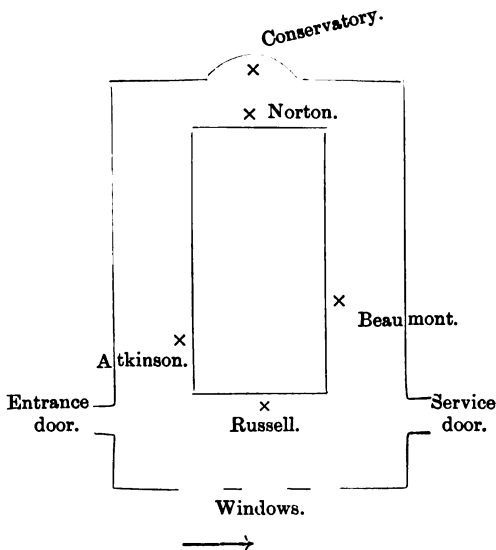 Conservatory.
Norton.
Beaumont.
Atkinson.
Entrance
door.
Russell.
Service
door.
Windows.